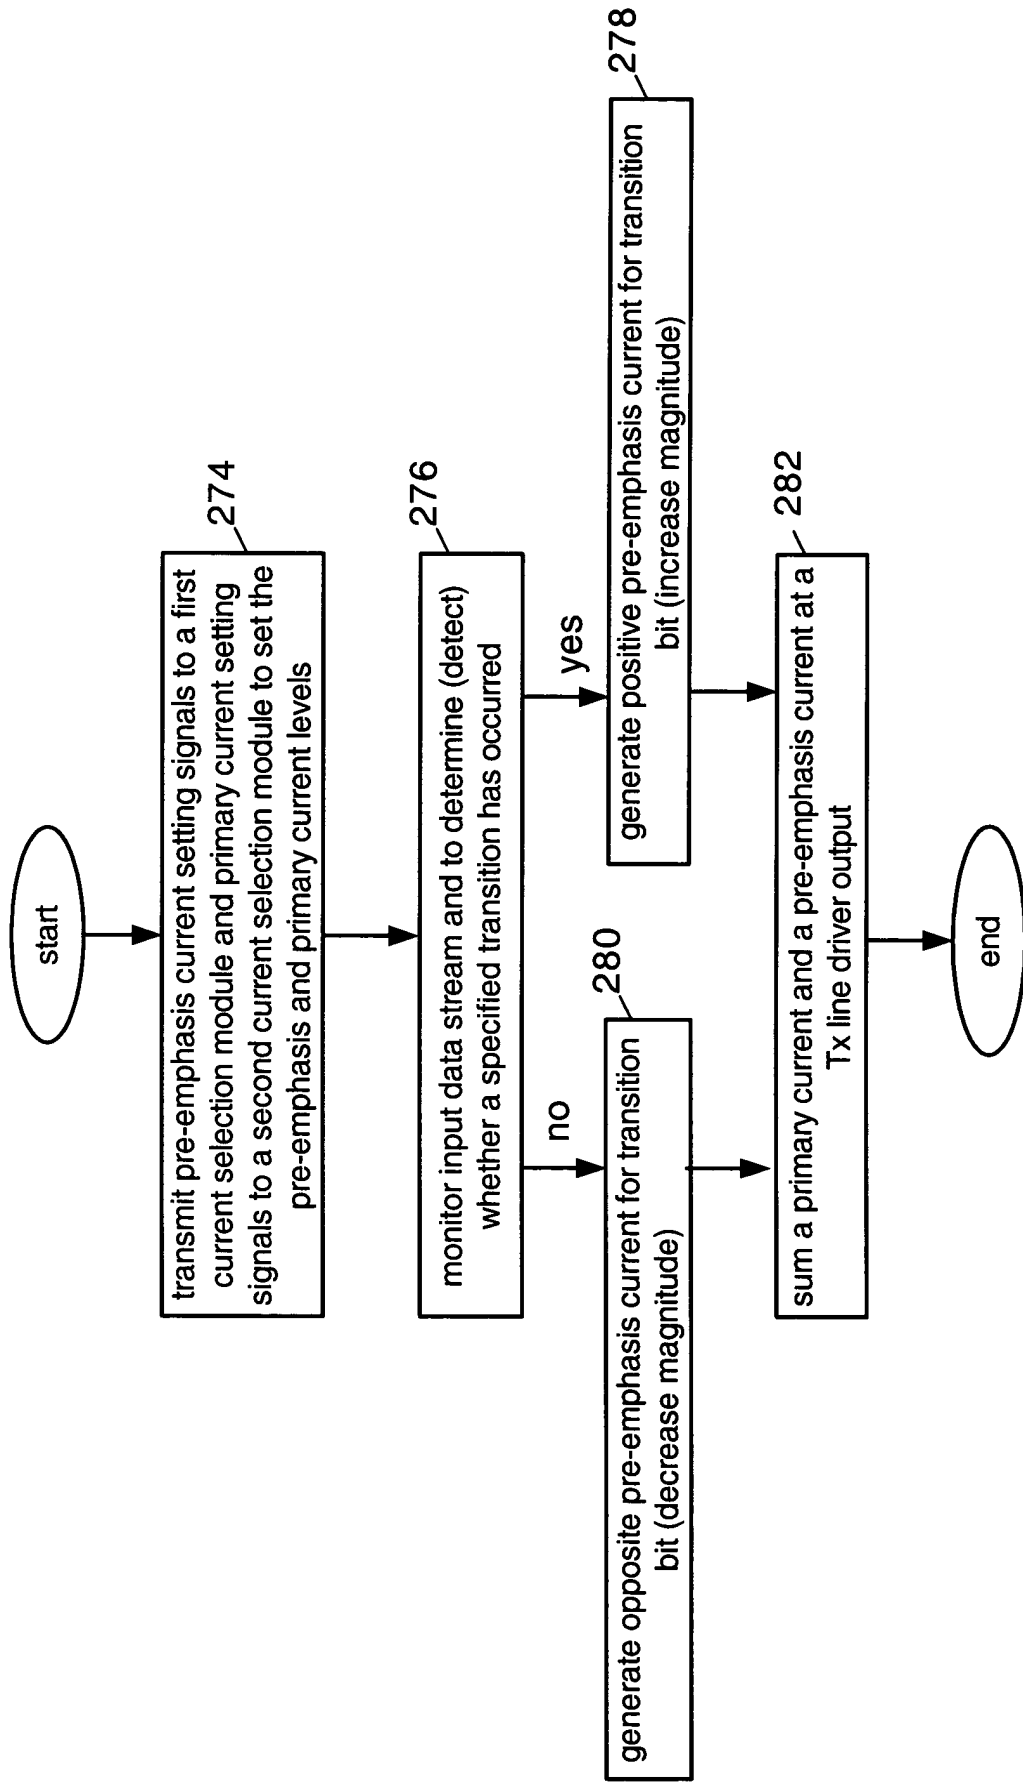 start
274
transmit pre-emphasis current setting signals to a first
current selection module and primary current setting
signals to a second current selection module to set the
pre-emphasis and primary current levels
276
monitor input data stream and to determine (detect)
whether a specified transition has occurred
no
yes
280
generate opposite pre-emphasis current for transition
bit (decrease magnitude)
278
generate positive pre-emphasis current for transition
bit (increase magnitude)
282
sum a primary current and a pre-emphasis current at a
Tx line driver output
end